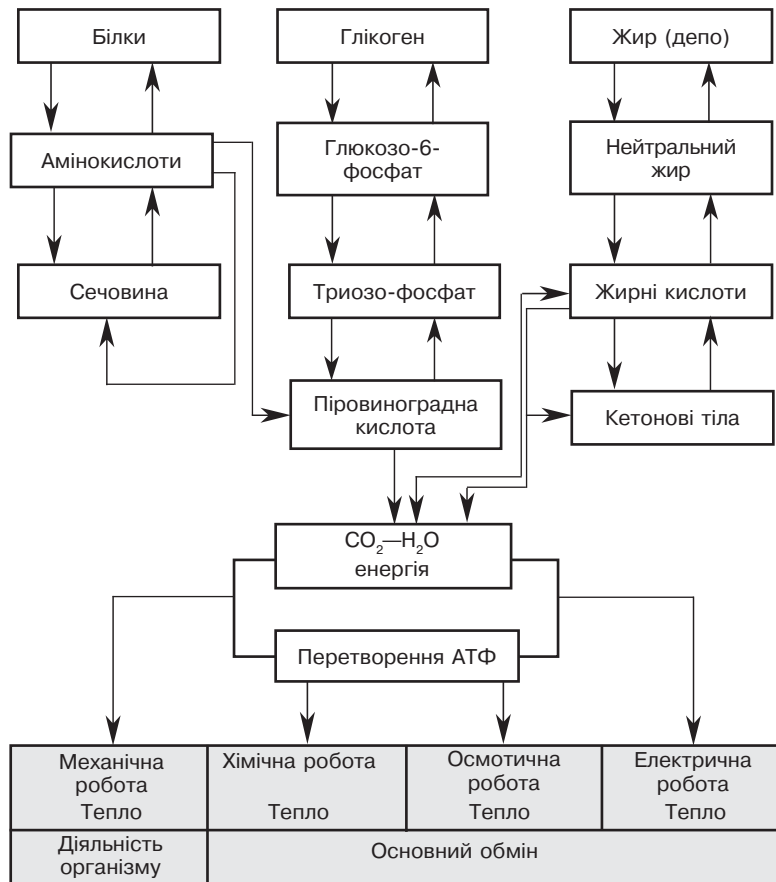 Білки
Глікоген
Жир (депо)
Амінокислоти
Глюкозо-6-
фосфат
Нейтральний
жир
Сечовина
Триозо-фосфат
Жирні кислоти
Піровиноградна
кислота
Кетонові тіла
CO₂—H₂O
енергія
Перетворення АТФ
Механічна
робота
Тепло
Хімічна робота
Тепло
Осмотична
робота
Тепло
Електрична
робота
Тепло
Діяльність
організму
Основний обмін